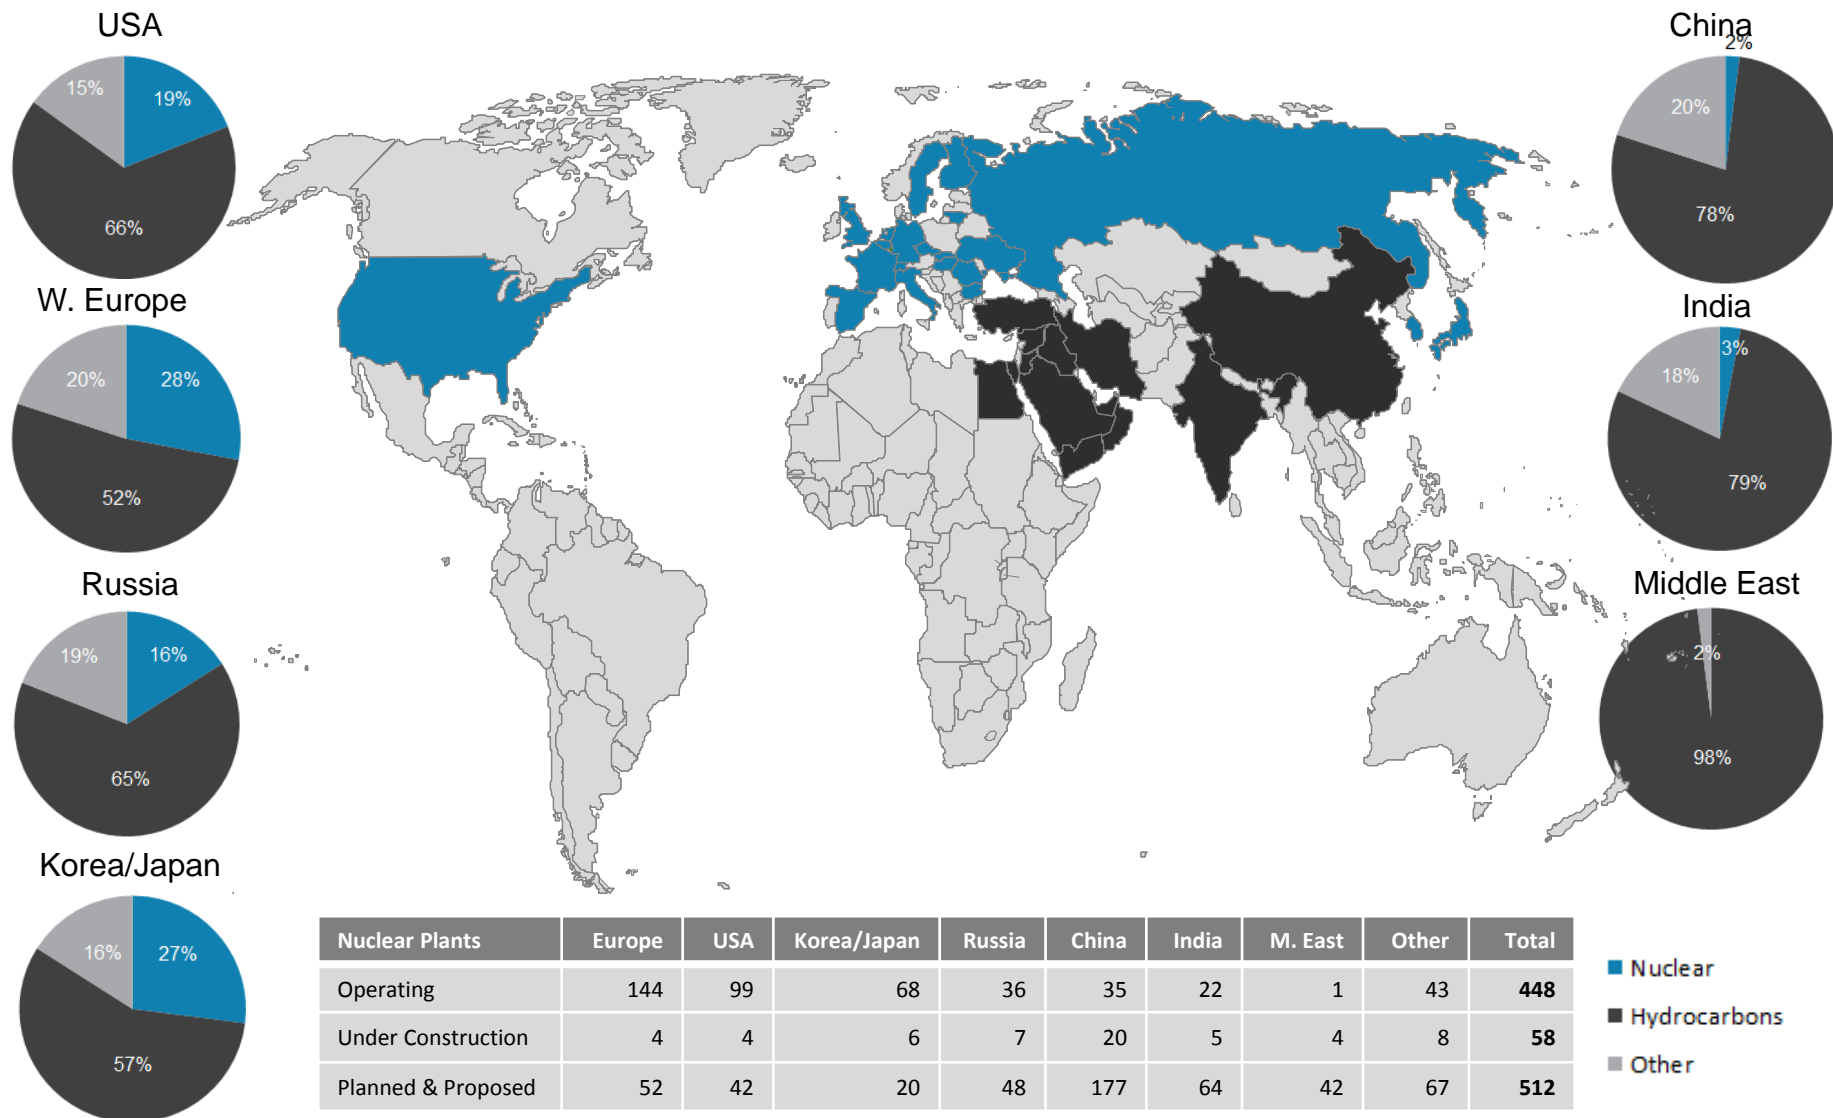 USA
15%
19%
66%
W. Europe
20%
28%
52%
Russia
19%
16%
65%
Korea/Japan
16%
27%
57%
China
2%
20%
78%
India
3%
18%
79%
Middle East
2%
98%
Nuclear Plants Europe USA Korea/Japan Russia China India M. East Other Total
Operating 144 99 68 36 35 22 1 43 448
Under Construction 4 4 6 7 20 5 4 8 58
Planned & Proposed 52 42 20 48 177 64 42 67 512
Nuclear
Hydrocarbons
Other